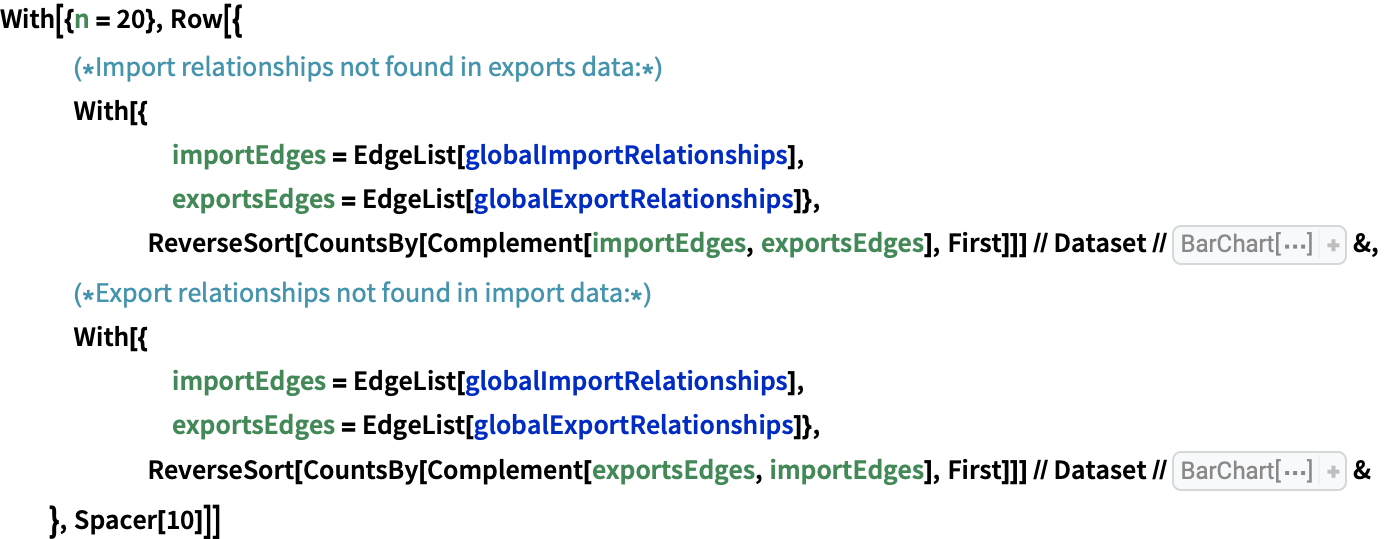 With[{n = 20}, Row[{
(*Import relationships not found in exports data:*)
With[{
importEdges = EdgeList[globalImportRelationships],
exportsEdges = EdgeList[globalExportRelationships]},
ReverseSort[CountsBy[Complement[importEdges, exportsEdges], First]]] // Dataset // BarChart[...] + &,
(*Export relationships not found in import data:*)
With[{
importEdges = EdgeList[globalImportRelationships],
exportsEdges = EdgeList[globalExportRelationships]},
ReverseSort[CountsBy[Complement[exportsEdges, importEdges], First]]] // Dataset // BarChart[...] + &
}, Spacer[10]]]